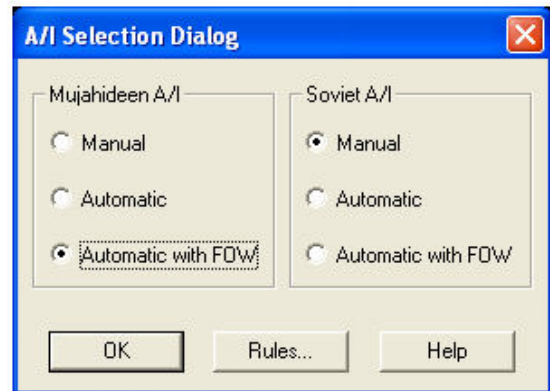 A/I Selection Dialog
Mujahideen A/I
Manual
Automatic
Automatic with FOW
Soviet A/I
Manual
Automatic
Automatic with FOW
OK
Rules...
Help